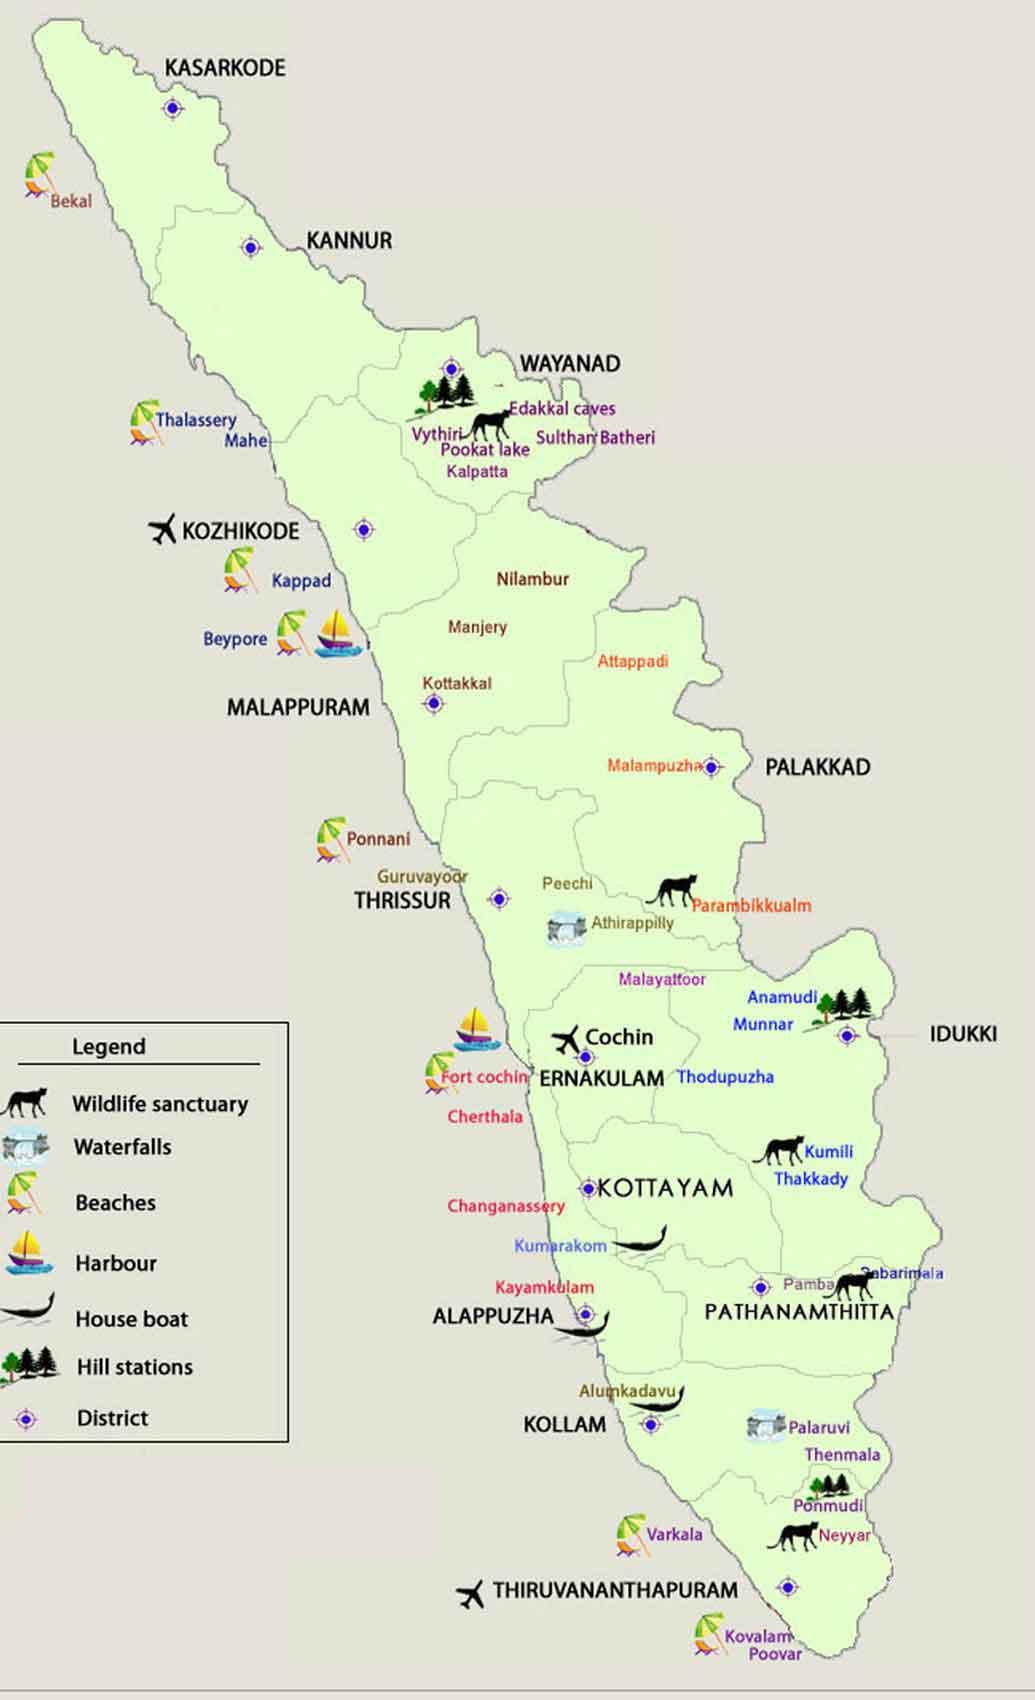 KASARKODE
Bekal
KANNUR
WAYANAD
Edakkal caves
Thalassery
Mahe
Vythiri
Sulthan Batheri
Pookat lake
Kalpatta
KOZHIKODE
Kappad
Nilambur
Manjery
Beypore
Attappadi
Kottakkal
MALAPPURAM
Malampuzha
PALAKKAD
Ponnani
Guruvayoor
THRISSUR
Peechi
Parambikkualm
Athirappilly
Malayattoor
Anamudi
Munnar
IDUKKI
Cochin
Fort cochin
ERNAKULAM
Thodupuzha
Cherthala
Kumili
Thakkady
KOTTAYAM
Changanassery
Kumarakom
Sabarimala
Pamba
Kayamkulam
PATHANAMTHITTA
ALAPPUZHA
Alumkadavu
KOLLAM
Palaruvi
Thenmala
Ponmudi
Varkala
Neyyar
THIRUVANANTHAPURAM
Kovalam
Poovar
Legend
Wildlife sanctuary
Waterfalls
Beaches
Harbour
House boat
Hill stations
District